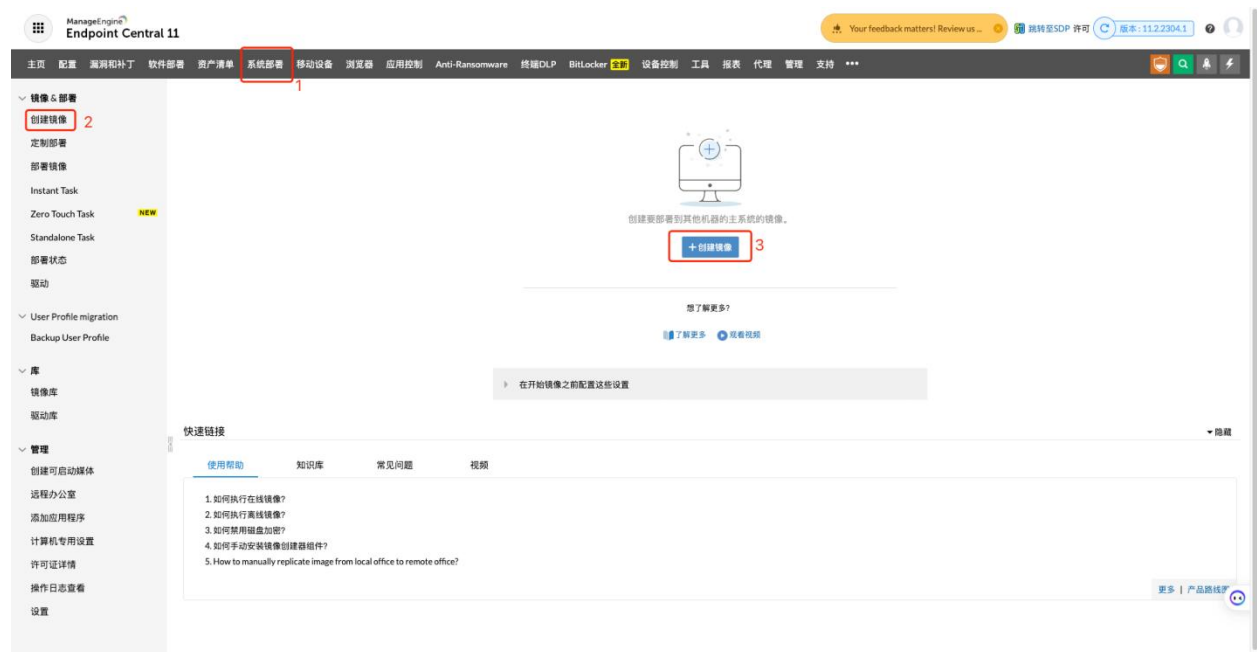 ManageEngine
Endpoint Central 11
Your feedback matters! Review us ...
跳转至SDP 许可 版本: 11.2.2304.1
主页 配置 漏洞和补丁 软件部署 资产清单 系统部署 移动设备 浏览器 应用控制 Anti-Ransomware 终端DLP BitLocker 全新 设备控制 工具 报表 代理 管理 支持 •••
1
镜像 & 部署
创建镜像 2
定制部署
部署镜像
Instant Task
Zero Touch Task NEW
Standalone Task
部署状态
驱动
User Profile migration
Backup User Profile
库
镜像库
驱动库
管理
创建可启动媒体
远程办公室
添加应用程序
计算机专用设置
许可证详情
操作日志查看
设置
创建要部署到其他机器的主系统的镜像。
+创建镜像 3
想了解更多?
了解更多 观看视频
在开始镜像之前配置这些设置
快速链接 隐藏
使用帮助 知识库 常见问题 视频
1. 如何执行在线镜像?
2. 如何执行离线镜像?
3. 如何禁用磁盘加密?
4. 如何手动安装镜像创建器组件?
5. How to manually replicate image from local office to remote office?
更多 | 产品路线图